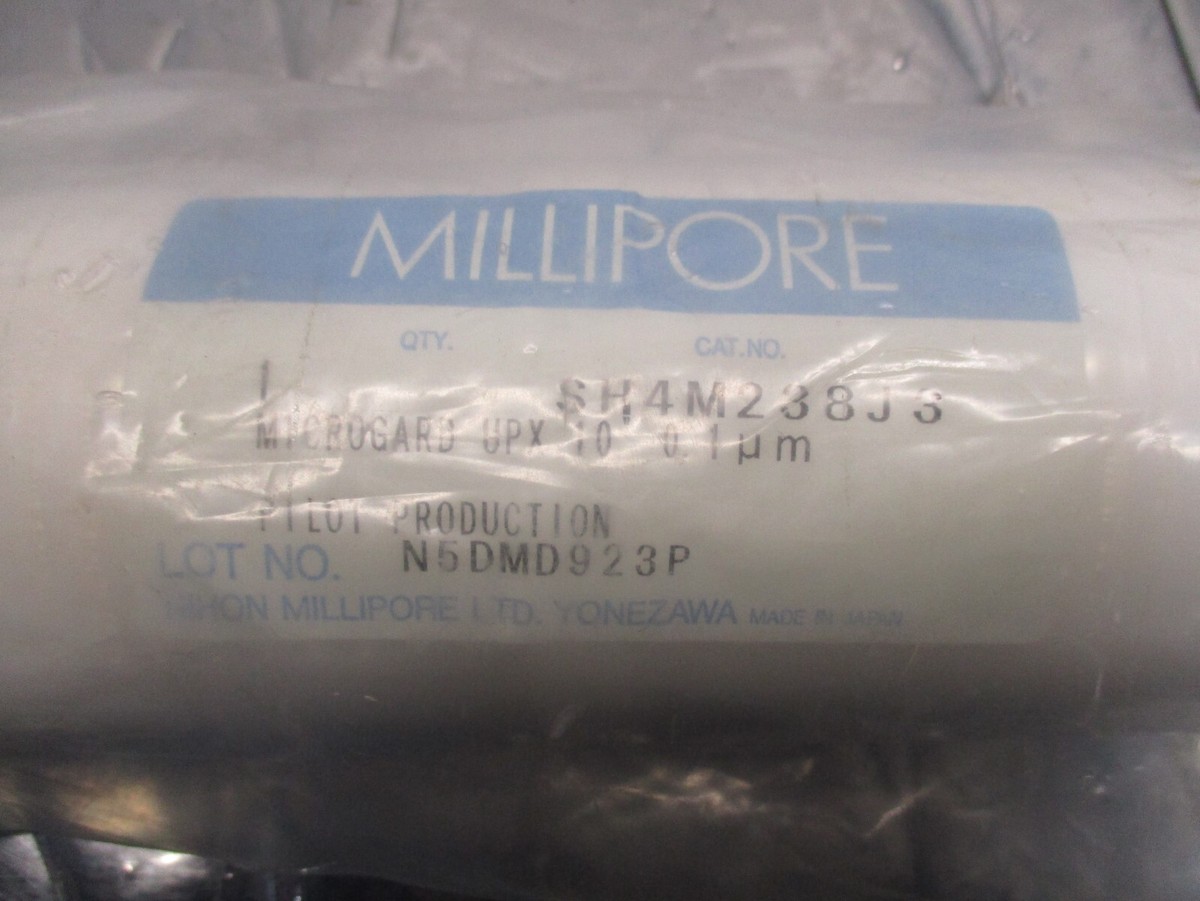 MILLIPORE
QTY. CAT.NO.
1 SH4M238J3
MICROGARD UPX 10" 0.1μm
PILOT PRODUCTION
LOT NO. N5DMD923P
NIHON MILLIPORE LTD. YONEZAWA MADE IN JAPAN